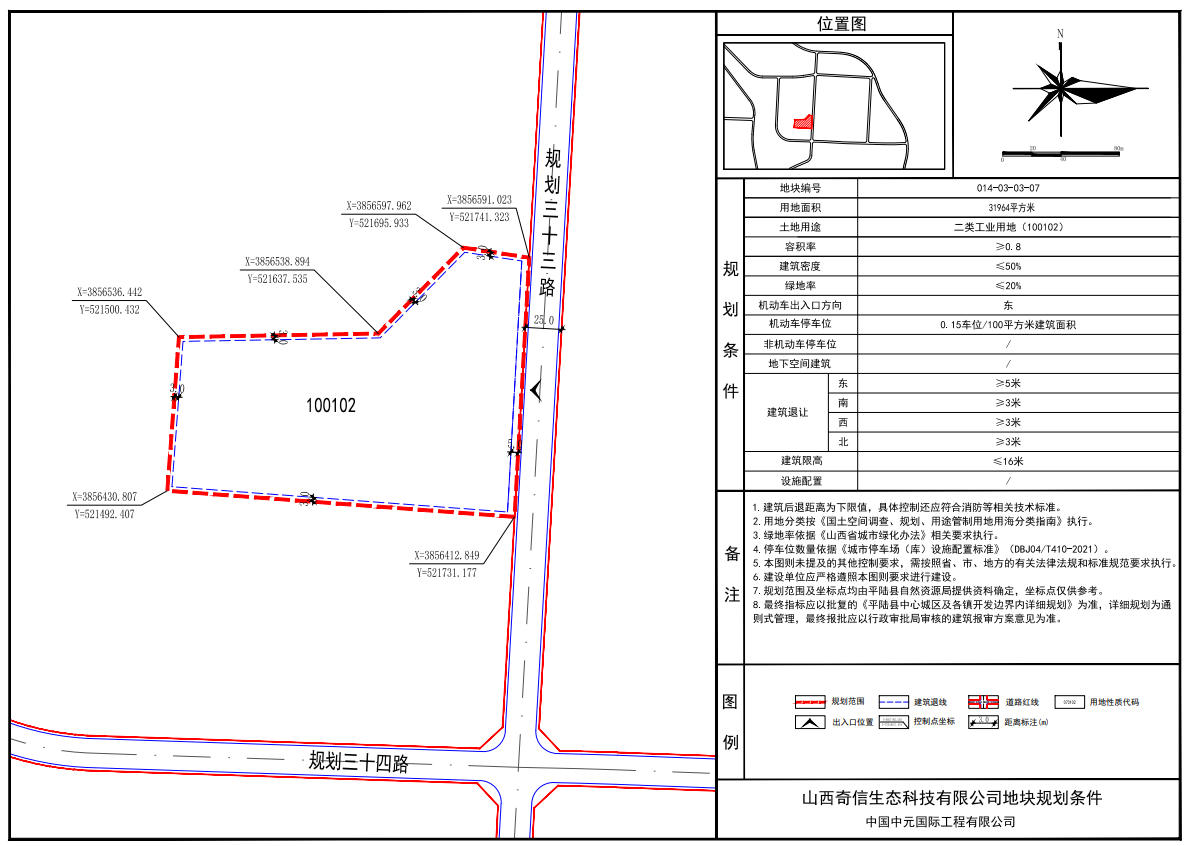 X=3856597.962
Y=521695.933
X=3856591.023
Y=521741.323
X=3856538.894
Y=521637.535
X=3856536.442
Y=521500.432
X=3856430.807
Y=521492.407
X=3856412.849
Y=521731.177
3.0
25.0
100102
规划三十三路
规划三十四路
位置图
N
0
20
40
80m
规划条件
地块编号 014-03-03-07
用地面积 31964平方米
土地用途 二类工业用地（100102）
容积率 ≥0.8
建筑密度 ≤50%
绿地率 ≤20%
机动车出入口方向 东
机动车停车位 0.15车位/100平方米建筑面积
非机动车停车位 /
地下空间建筑 /
建筑退让
东 ≥5米
南 ≥3米
西 ≥3米
北 ≥3米
建筑限高 ≤16米
设施配置 /
备注
1. 建筑后退距离为下限值，具体控制还应符合消防等相关技术标准。
2. 用地分类按《国土空间调查、规划、用途管制用地用海分类指南》执行。
3. 绿地率依据《山西省城市绿化办法》相关要求执行。
4. 停车位数量依据《城市停车场（库）设施配置标准》（DBJ04/T410-2021）。
5. 本图则未提及的其他控制要求，需按照省、市、地方的有关法律法规和标准规范要求执行。
6. 建设单位应严格遵照本图则要求进行建设。
7. 规划范围及坐标点均由平陆县自然资源局提供资料确定，坐标点仅供参考。
8. 最终指标应以批复的《平陆县中心城区及各镇开发边界内详细规划》为准，详细规划为通
则式管理，最终报批应以行政审批局审核的建筑报审方案意见为准。
图例
规划范围
建筑退线
道路红线
用地性质代码
出入口位置
控制点坐标
3.0
距离标注(m)
山西奇信生态科技有限公司地块规划条件
中国中元国际工程有限公司